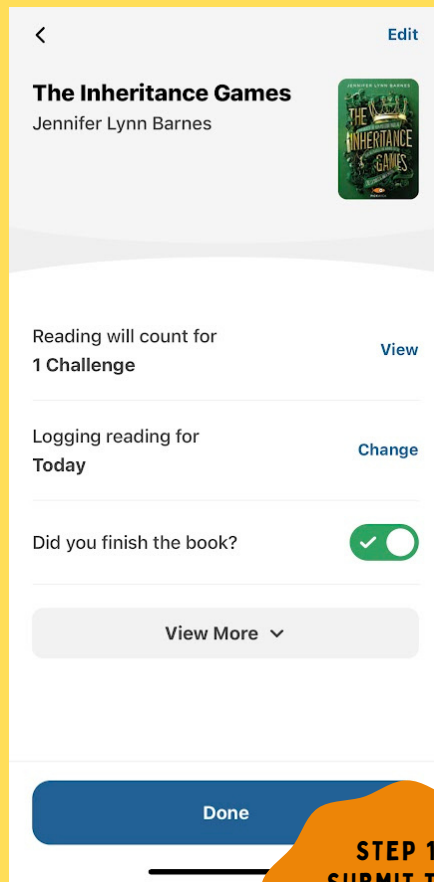 Edit
The Inheritance Games
Jennifer Lynn Barnes
JENNIFER LYNN BARNES
THE
INHERITANCE
GAMES
Reading will count for
1 Challenge
View
Logging reading for
Today
Change
Did you finish the book?
View More
Done
STEP 1
SUBMIT T